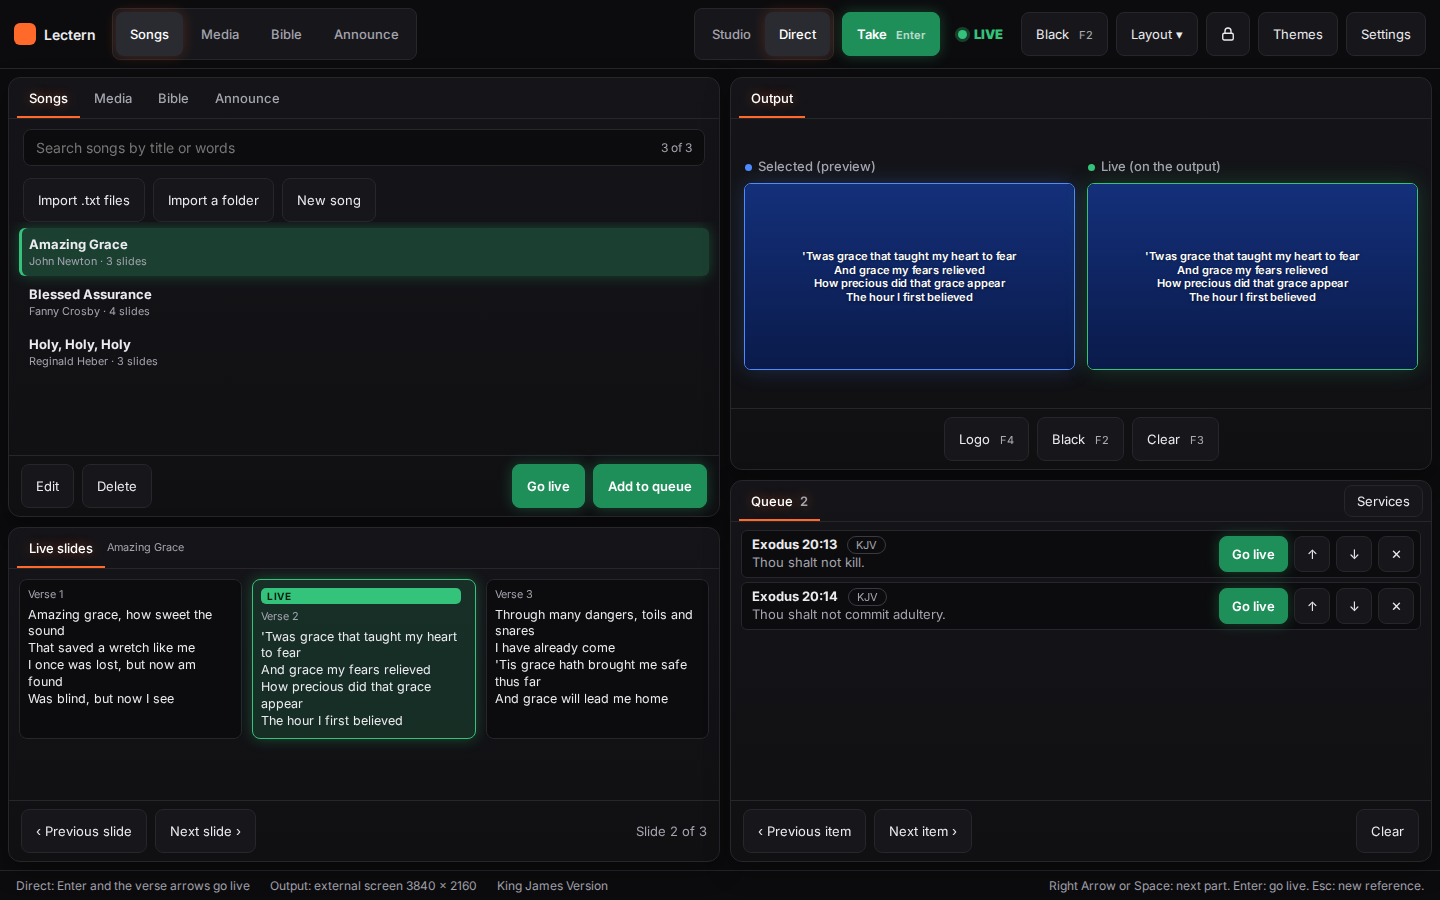 Lectern
Songs Media Bible Announce
Studio Direct Take Enter LIVE Black F2 Layout ▾ Themes Settings
Songs Media Bible Announce
Search songs by title or words 3 of 3
Import .txt files Import a folder New song
Amazing Grace
John Newton · 3 slides
Blessed Assurance
Fanny Crosby · 4 slides
Holy, Holy, Holy
Reginald Heber · 3 slides
Edit Delete Go live Add to queue
Output
Selected (preview)
'Twas grace that taught my heart to fear
And grace my fears relieved
How precious did that grace appear
The hour I first believed
Live (on the output)
'Twas grace that taught my heart to fear
And grace my fears relieved
How precious did that grace appear
The hour I first believed
Logo F4 Black F2 Clear F3
Live slides Amazing Grace
Verse 1
Amazing grace, how sweet the
sound
That saved a wretch like me
I once was lost, but now am
found
Was blind, but now I see
LIVE
Verse 2
'Twas grace that taught my heart
to fear
And grace my fears relieved
How precious did that grace
appear
The hour I first believed
Verse 3
Through many dangers, toils and
snares
I have already come
'Tis grace hath brought me safe
thus far
And grace will lead me home
‹ Previous slide Next slide › Slide 2 of 3
Queue 2 Services
Exodus 20:13 KJV
Thou shalt not kill.
Go live ↑ ↓ ✕
Exodus 20:14 KJV
Thou shalt not commit adultery.
Go live ↑ ↓ ✕
‹ Previous item Next item › Clear
Direct: Enter and the verse arrows go live Output: external screen 3840 × 2160 King James Version
Right Arrow or Space: next part. Enter: go live. Esc: new reference.